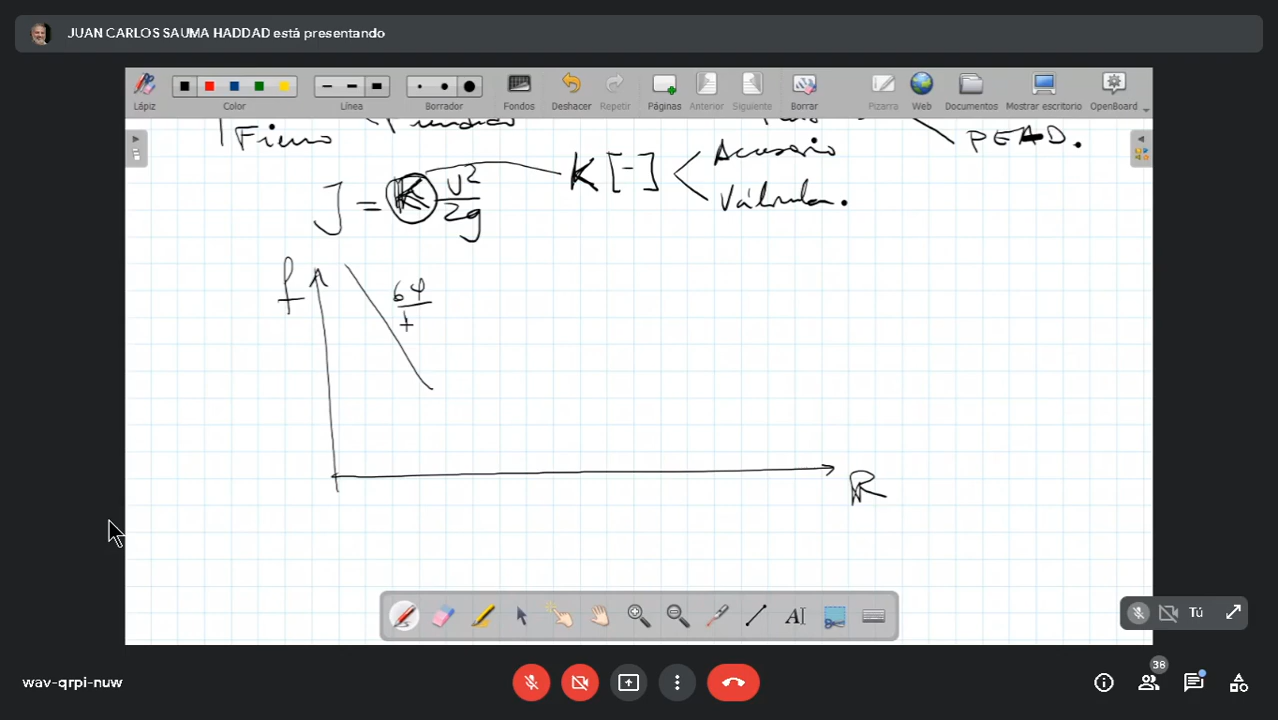 JUAN CARLOS SAUMA HADDAD está presentando
Lápiz
Color
Línea
Borrador
Fondos
Deshacer
Repetir
Páginas
Anterior
Siguiente
Borrar
Pizarra
Web
Documentos
Mostrar escritorio
OpenBoard
Fierro
PEAD.
J = K v²/2g
K [-]
Accesorio
Válvula.
f
64
R
Tú
wav-qrpi-nuw
38